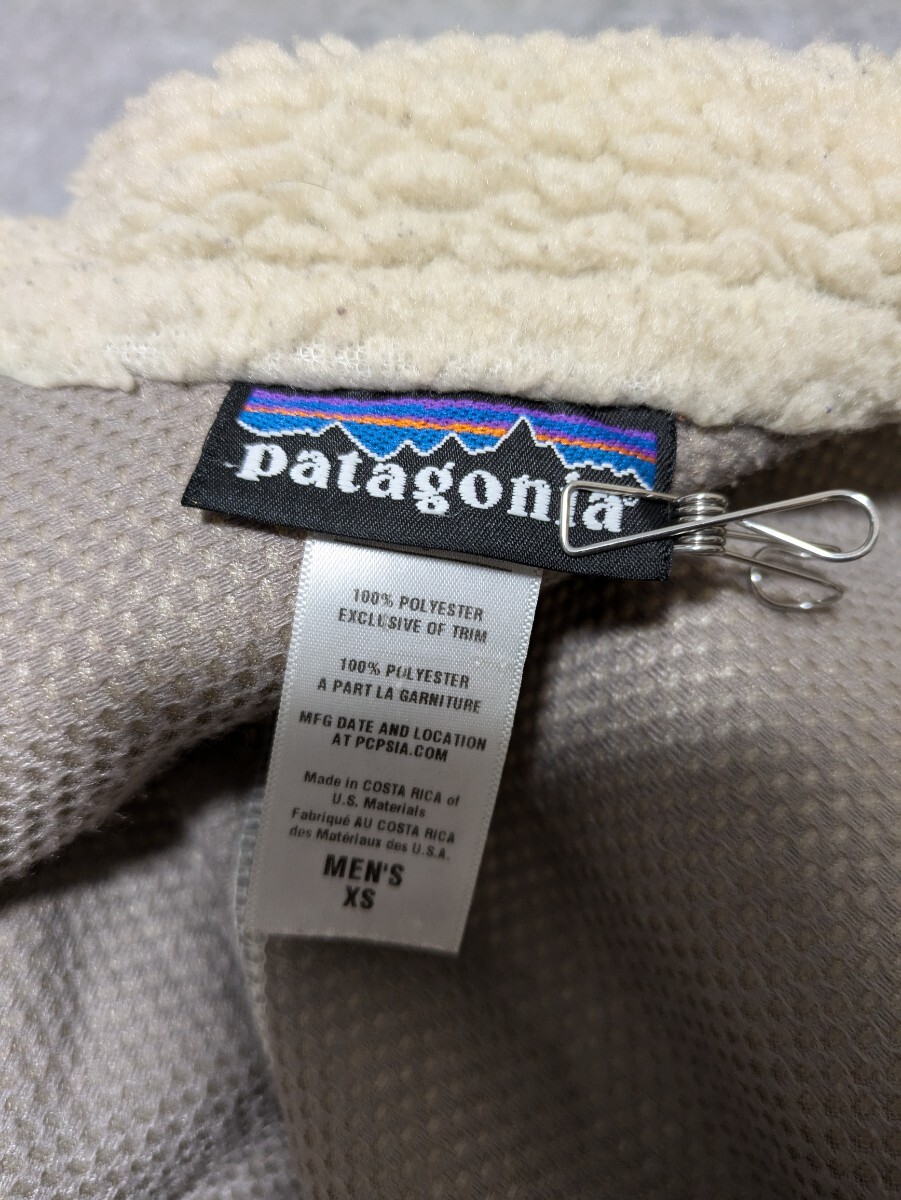 patagonia®
100% POLYESTER
EXCLUSIVE OF TRIM
100% POLYESTER
A PART LA GARNITURE
MFG DATE AND LOCATION
AT PCPSIA.COM
Made in COSTA RICA of
U.S. Materials
Fabriqué AU COSTA RICA
des Matériaux des U.S.A.
MEN'S
XS